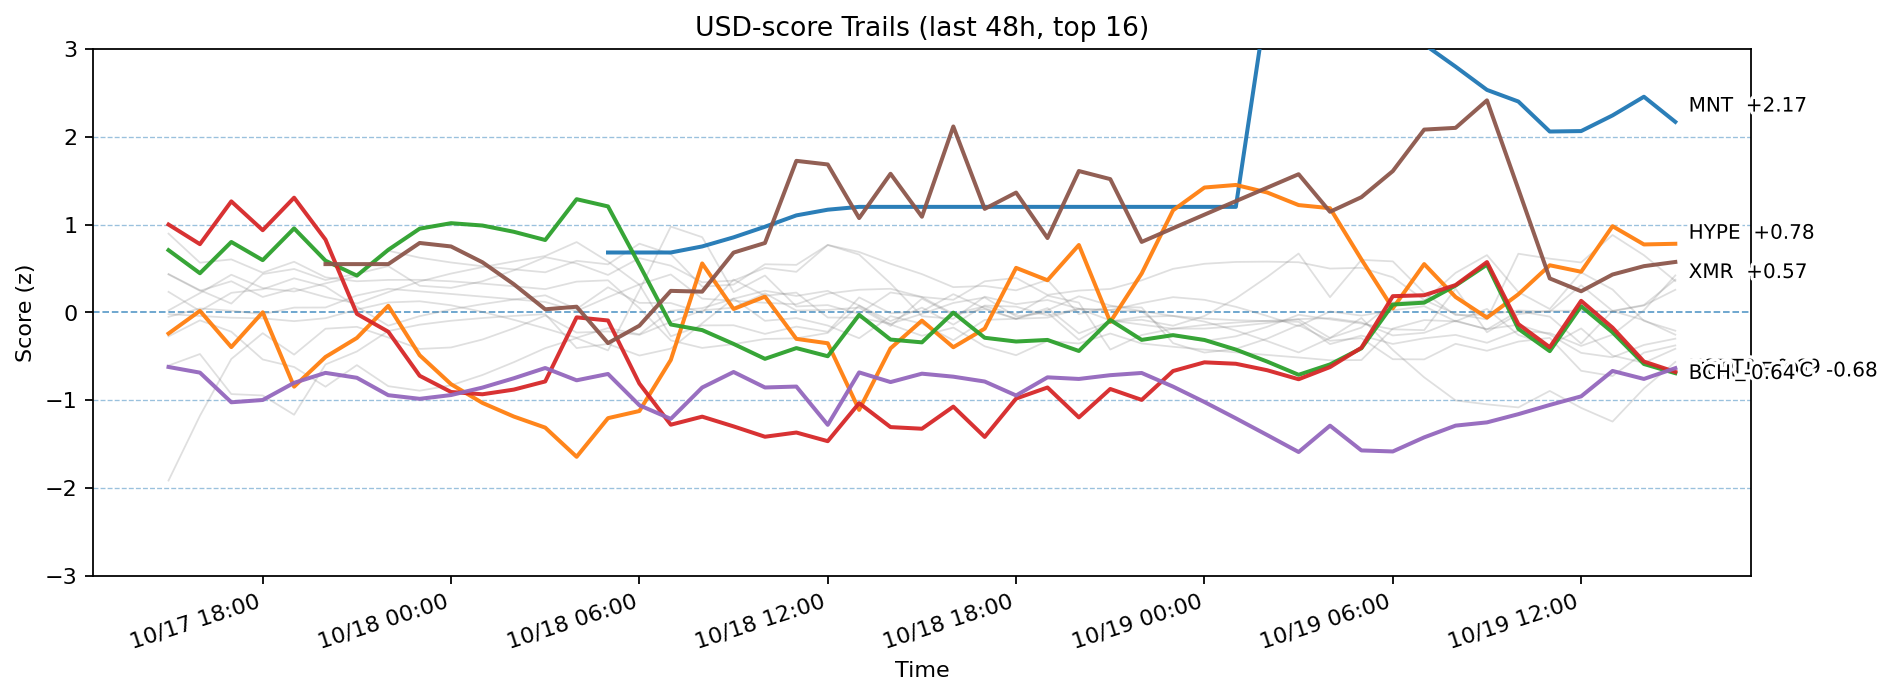 USD-score Trails (last 48h, top 16)
Score (z)
3
2
1
0
−1
−2
−3
MNT +2.17
HYPE +0.78
XMR +0.57
BCH -0.64
-0.68
10/17 18:00
10/18 00:00
10/18 06:00
10/18 12:00
10/18 18:00
10/19 00:00
10/19 06:00
10/19 12:00
Time